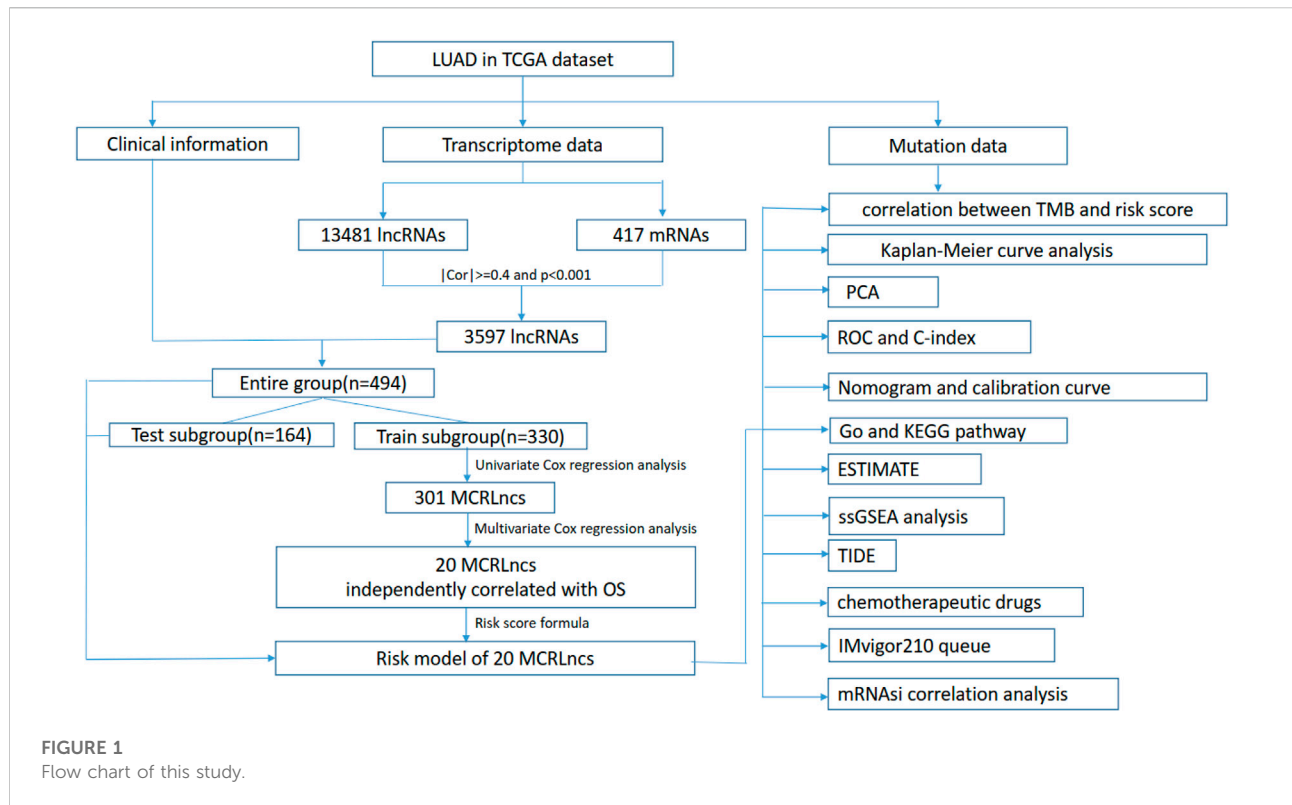 LUAD in TCGA dataset
Clinical information
Transcriptome data
Mutation data
13481 lncRNAs
417 mRNAs
|Cor|>=0.4 and p<0.001
3597 lncRNAs
Entire group(n=494)
Test subgroup(n=164)
Train subgroup(n=330)
Univariate Cox regression analysis
301 MCRLncs
Multivariate Cox regression analysis
20 MCRLncs
independently correlated with OS
Risk score formula
Risk model of 20 MCRLncs
correlation between TMB and risk score
Kaplan-Meier curve analysis
PCA
ROC and C-index
Nomogram and calibration curve
Go and KEGG pathway
ESTIMATE
ssGSEA analysis
TIDE
chemotherapeutic drugs
IMvigor210 queue
mRNAsi correlation analysis
FIGURE 1
Flow chart of this study.